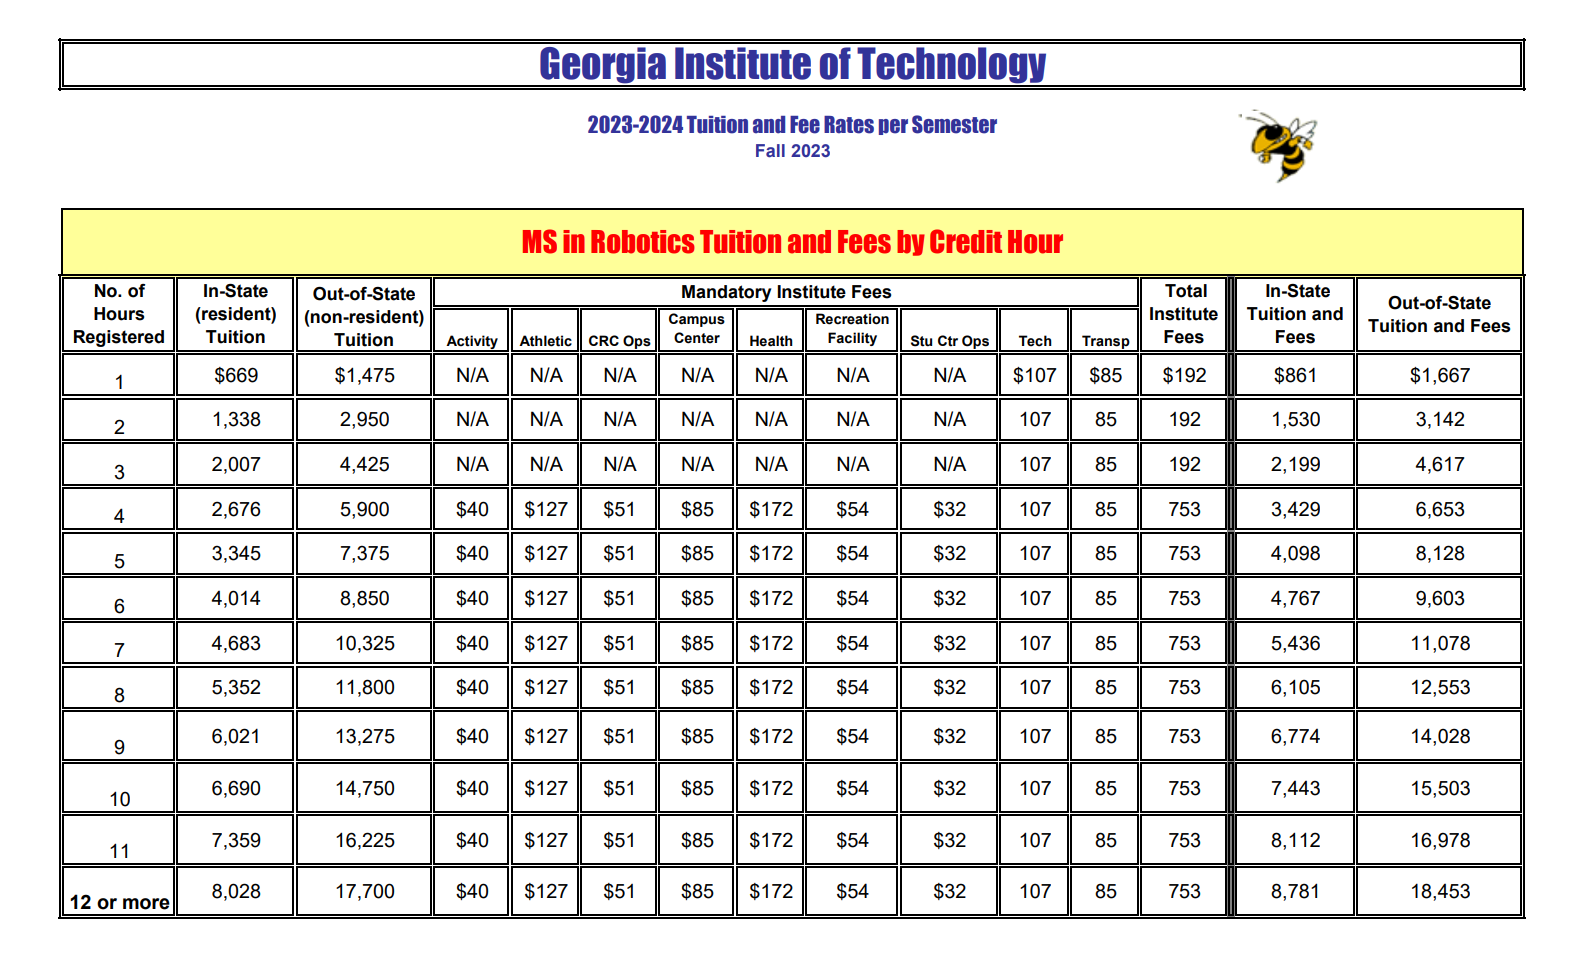 Georgia Institute of Technology
2023-2024 Tuition and Fee Rates per Semester
Fall 2023
MS in Robotics Tuition and Fees by Credit Hour
No. of Hours Registered In-State (resident) Tuition Out-of-State (non-resident) Tuition Mandatory Institute Fees Total Institute Fees In-State Tuition and Fees Out-of-State Tuition and Fees
Activity Athletic CRC Ops Campus Center Health Recreation Facility Stu Ctr Ops Tech Transp
1 $669 $1,475 N/A N/A N/A N/A N/A N/A N/A $107 $85 $192 $861 $1,667
2 1,338 2,950 N/A N/A N/A N/A N/A N/A N/A 107 85 192 1,530 3,142
3 2,007 4,425 N/A N/A N/A N/A N/A N/A N/A 107 85 192 2,199 4,617
4 2,676 5,900 $40 $127 $51 $85 $172 $54 $32 107 85 753 3,429 6,653
5 3,345 7,375 $40 $127 $51 $85 $172 $54 $32 107 85 753 4,098 8,128
6 4,014 8,850 $40 $127 $51 $85 $172 $54 $32 107 85 753 4,767 9,603
7 4,683 10,325 $40 $127 $51 $85 $172 $54 $32 107 85 753 5,436 11,078
8 5,352 11,800 $40 $127 $51 $85 $172 $54 $32 107 85 753 6,105 12,553
9 6,021 13,275 $40 $127 $51 $85 $172 $54 $32 107 85 753 6,774 14,028
10 6,690 14,750 $40 $127 $51 $85 $172 $54 $32 107 85 753 7,443 15,503
11 7,359 16,225 $40 $127 $51 $85 $172 $54 $32 107 85 753 8,112 16,978
12 or more 8,028 17,700 $40 $127 $51 $85 $172 $54 $32 107 85 753 8,781 18,453